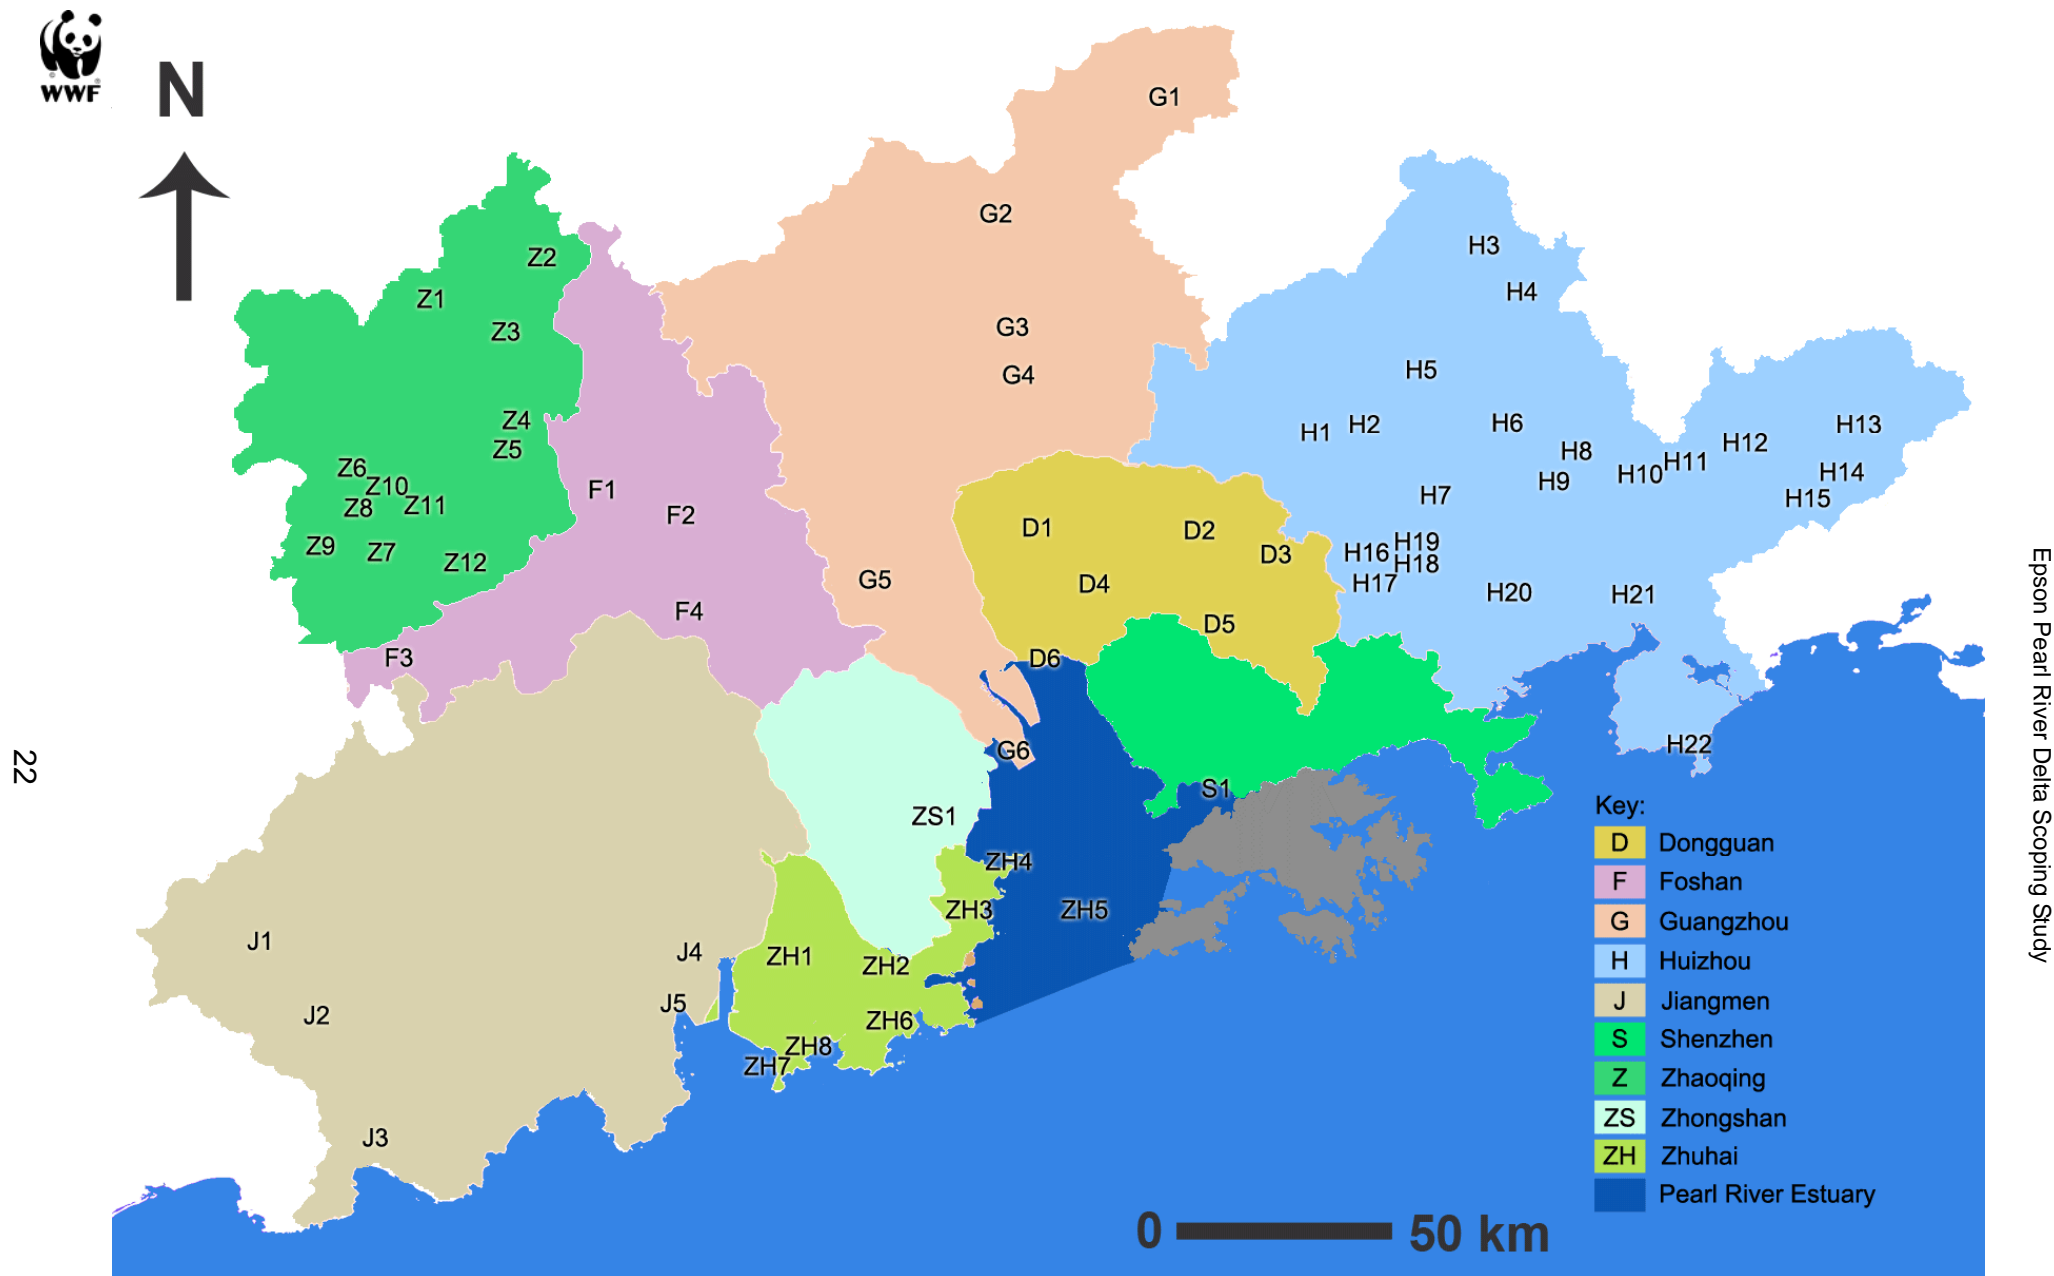 WWF
N
G1
G2
Z2
H3
Z1
H4
Z3
G3
H5
G4
Z4
H1
H2
H6
H13
Z5
H12
H8
Z6
H11
H10
H14
Z10
H9
F1
H7
H15
Z8
Z11
F2
D1
D2
Z9
Z7
D3
H19
H16
Z12
H18
G5
D4
H17
H20
H21
F4
D5
F3
D6
G6
H22
S1
ZS1
ZH4
ZH3
ZH5
J1
J4
ZH1
ZH2
J5
J2
ZH6
ZH8
ZH7
J3
Key:
D Dongguan
F Foshan
G Guangzhou
H Huizhou
J Jiangmen
S Shenzhen
Z Zhaoqing
ZS Zhongshan
ZH Zhuhai
Pearl River Estuary
0 50 km
22
Epson Pearl River Delta Scoping Study